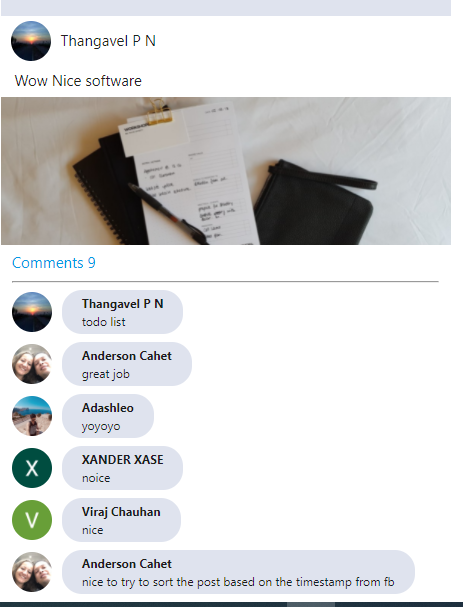 Thangavel P N
Wow Nice software
Comments 9
Thangavel P N
todo list
Anderson Cahet
great job
Adashleo
yoyoyo
X
XANDER XASE
noice
V
Viraj Chauhan
nice
Anderson Cahet
nice to try to sort the post based on the timestamp from fb